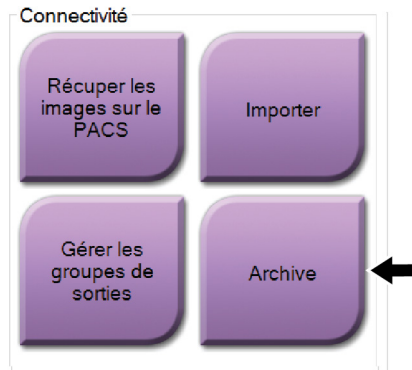 Connectivité
Récuper les
images sur le
PACS
Importer
Gérer les
groupes de
sorties
Archive